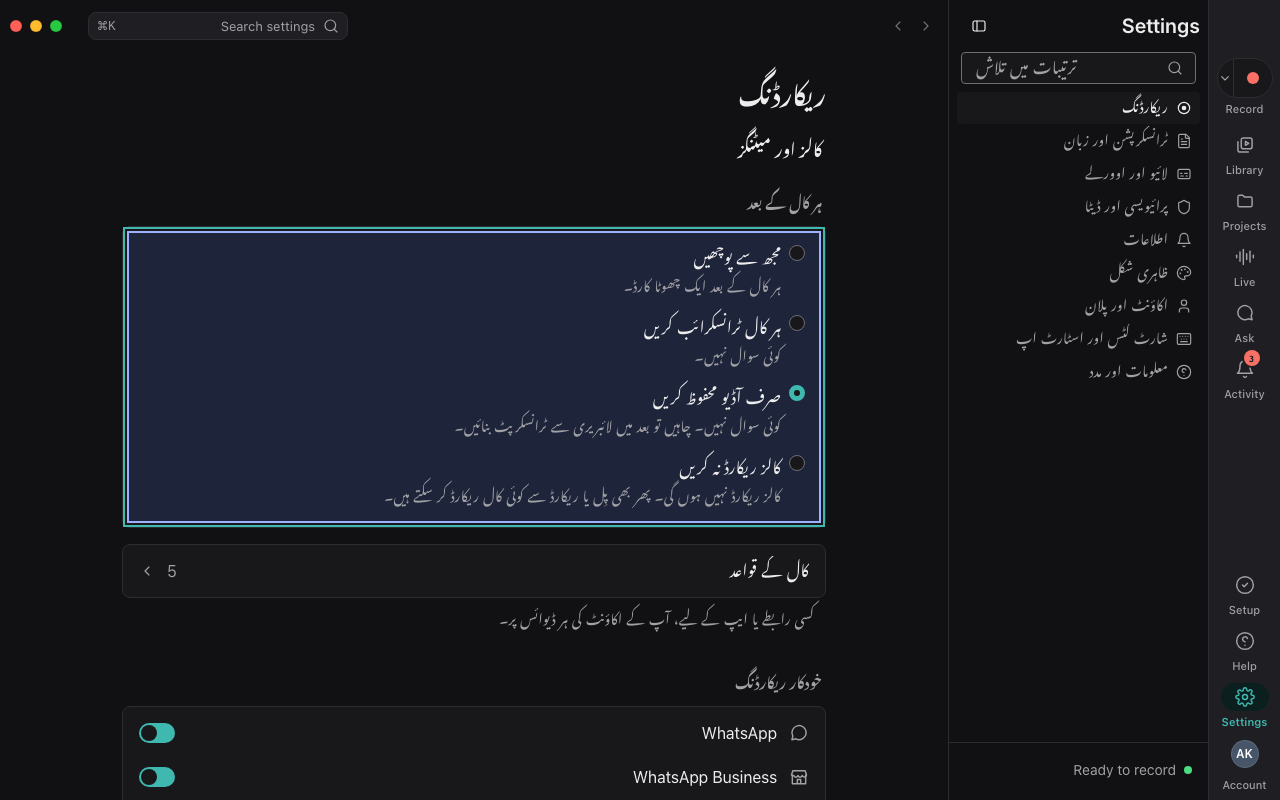 ⌘K
Search settings
Settings
ترتیبات میں تلاش
ریکارڈنگ
ٹرانسکرپشن اور زبان
لائیو اور اوورلے
پرائیویسی اور ڈیٹا
اطلاعات
ظاہری شکل
اکاؤنٹ اور پلان
شارٹ کٹس اور اسٹارٹ اپ
معلومات اور مدد
Ready to record
Record
Library
Projects
Live
Ask
3
Activity
Setup
Help
Settings
AK
Account
ریکارڈنگ
کالز اور میٹنگز
ہر کال کے بعد
مجھ سے پوچھیں
ہر کال کے بعد ایک چھوٹا کارڈ۔
ہر کال ٹرانسکرائب کریں
کوئی سوال نہیں۔
صرف آڈیو محفوظ کریں
کوئی سوال نہیں۔ چاہیں تو بعد میں لائبریری سے ٹرانسکرپٹ بنائیں۔
کالز ریکارڈ نہ کریں
کالز ریکارڈ نہیں ہوں گی۔ پھر بھی پِل یا ریکارڈ سے کوئی کال ریکارڈ کر سکتے ہیں۔
کال کے قواعد
5
کسی رابطے یا ایپ کے لیے، آپ کے اکاؤنٹ کی ہر ڈیوائس پر۔
خودکار ریکارڈنگ
WhatsApp
WhatsApp Business